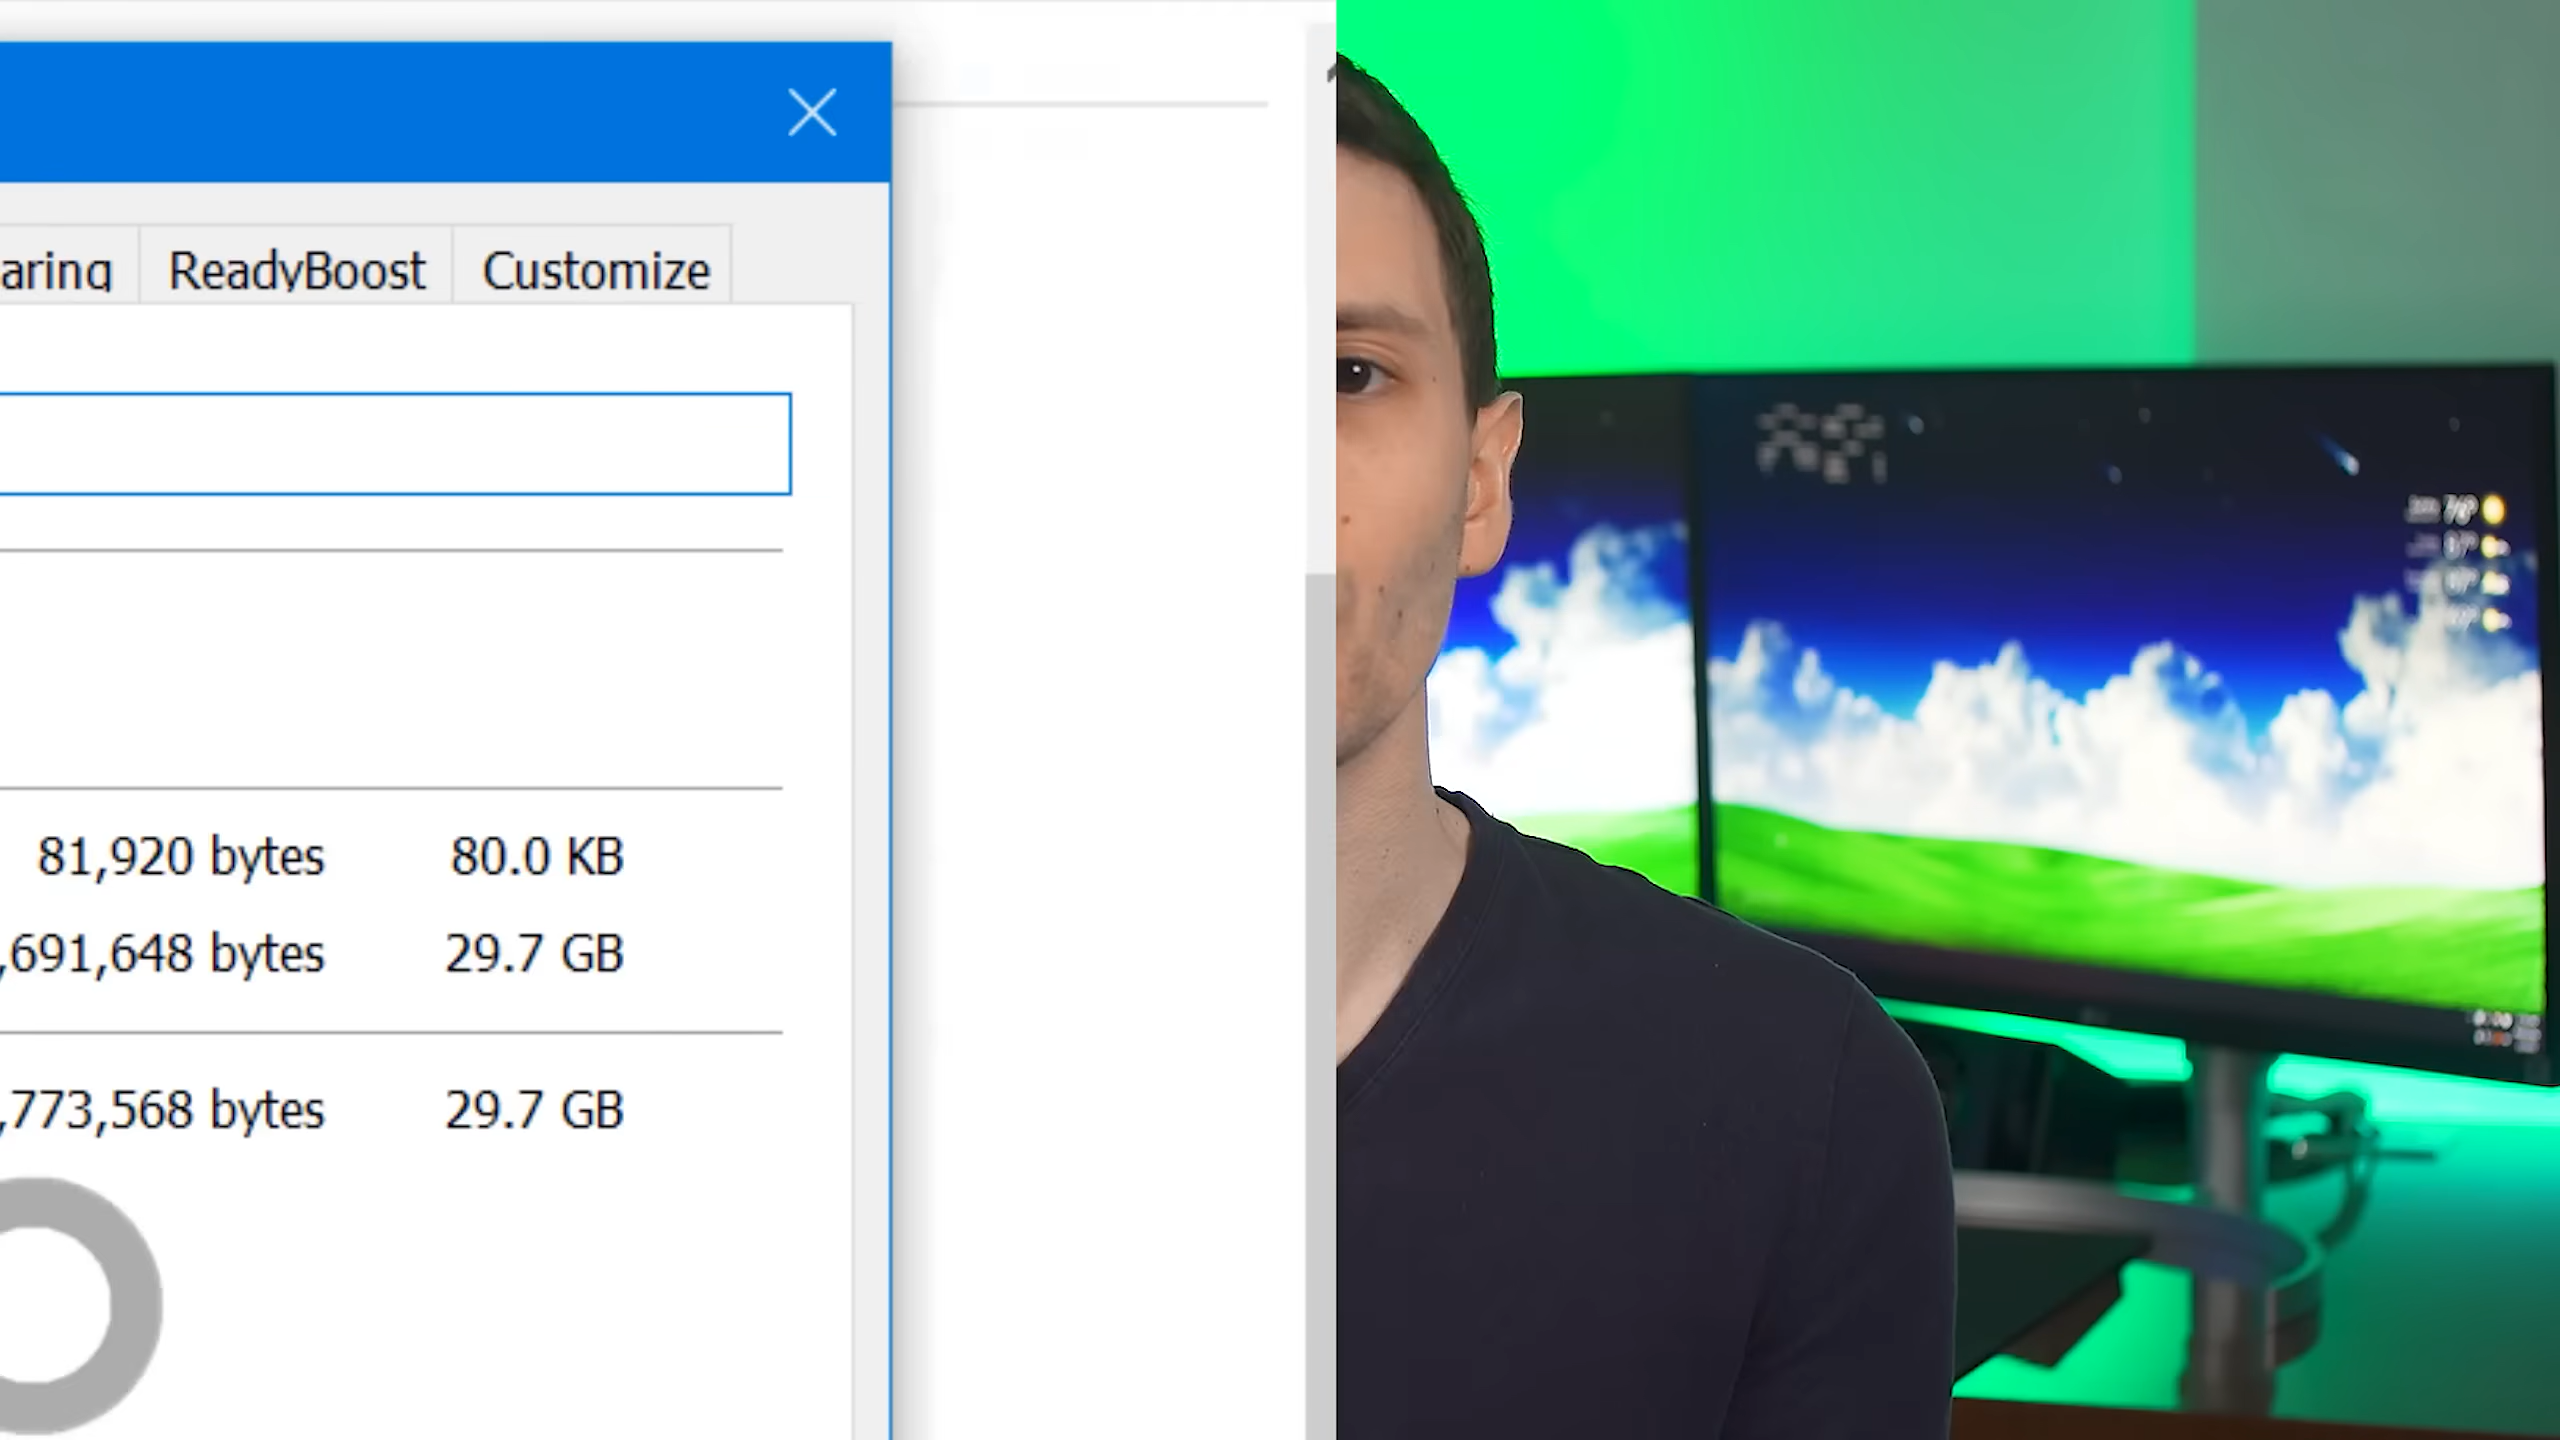 aring ReadyBoost Customize
81,920 bytes 80.0 KB
,691,648 bytes 29.7 GB
,773,568 bytes 29.7 GB